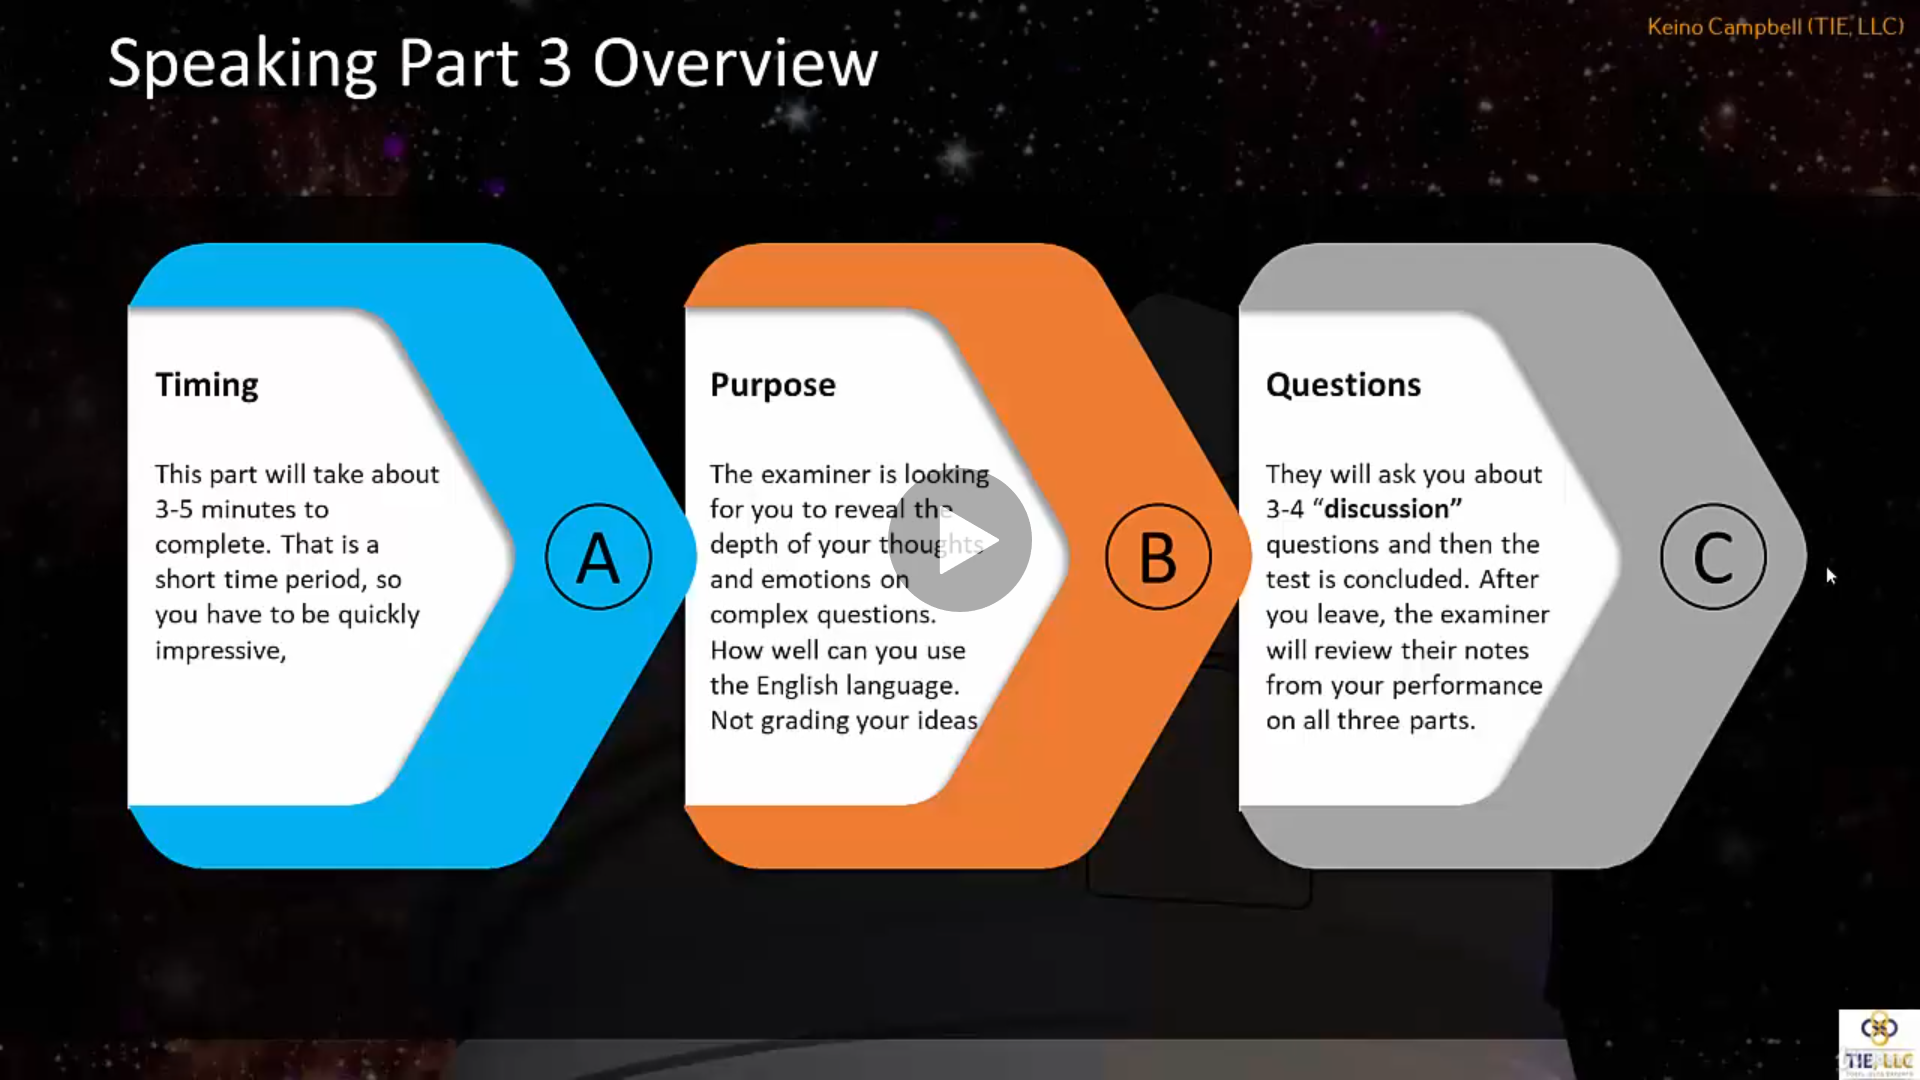 Keino Campbell (TIE, LLC)
Speaking Part 3 Overview
Timing
This part will take about
3-5 minutes to
complete. That is a
short time period, so
you have to be quickly
impressive,
A
Purpose
The examiner is looking
for you to reveal the
depth of your thoughts
and emotions on
complex questions.
How well can you use
the English language.
Not grading your ideas
B
Questions
They will ask you about
3-4 “discussion”
questions and then the
test is concluded. After
you leave, the examiner
will review their notes
from your performance
on all three parts.
C
TIE, LLC